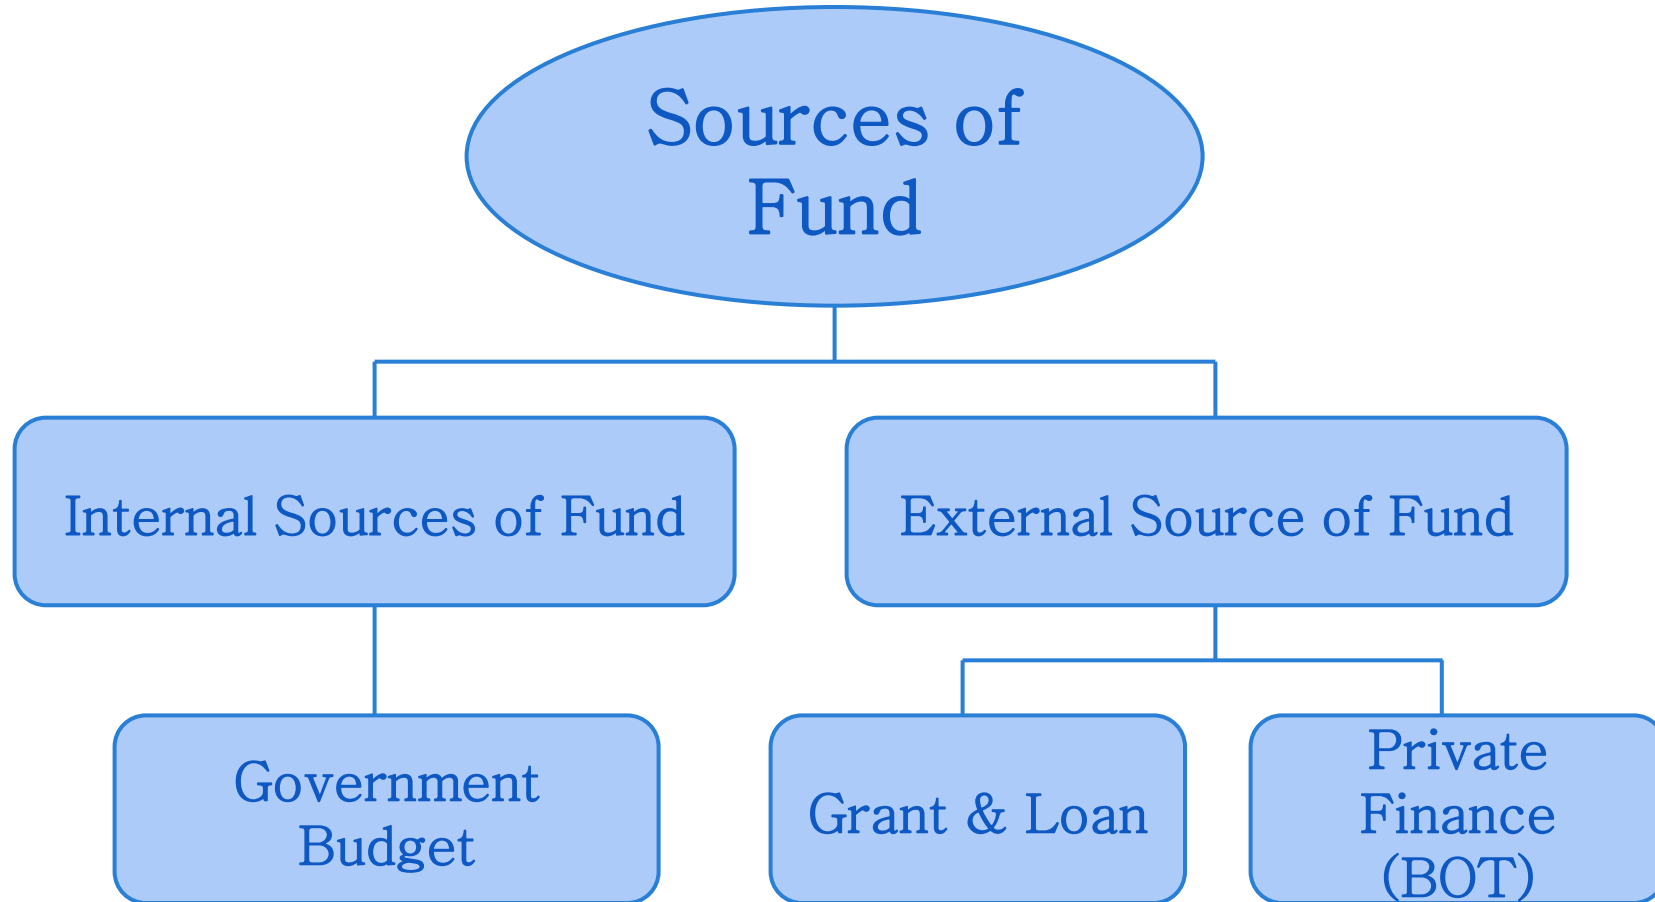 Sources of
Fund
Internal Sources of Fund
External Source of Fund
Government
Budget
Grant & Loan
Private
Finance
(BOT)